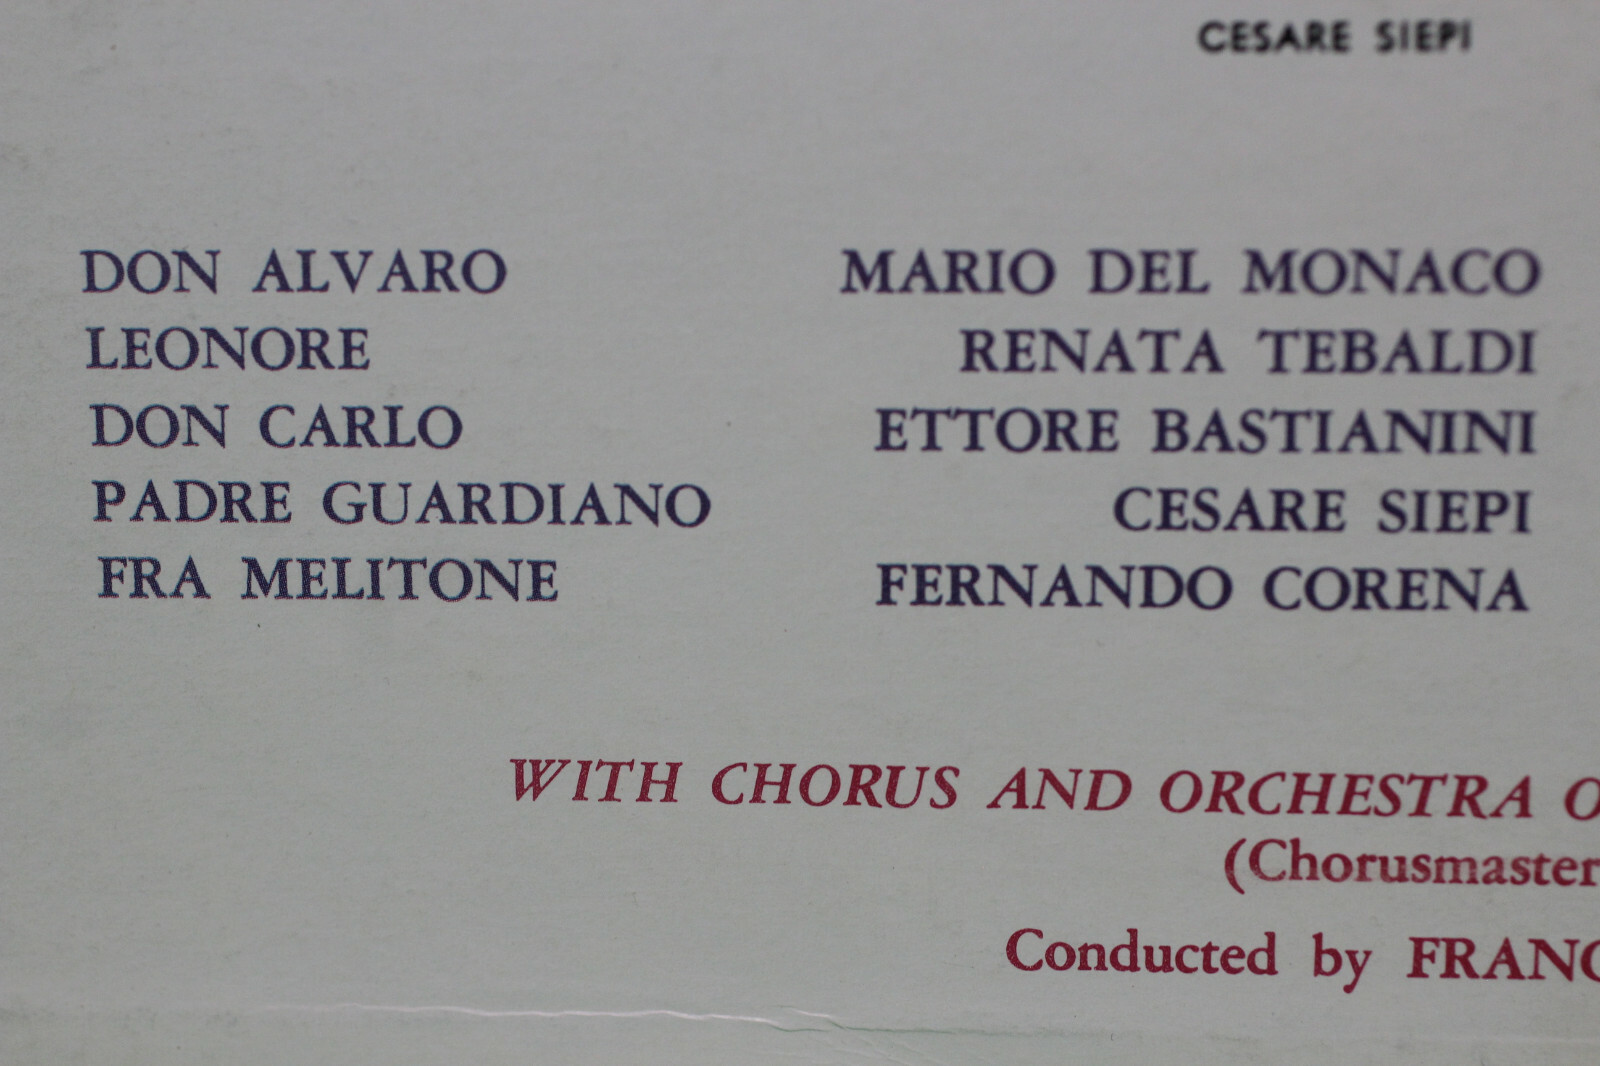 CESARE SIEPI
DON ALVARO MARIO DEL MONACO
LEONORE RENATA TEBALDI
DON CARLO ETTORE BASTIANINI
PADRE GUARDIANO CESARE SIEPI
FRA MELITONE FERNANDO CORENA
WITH CHORUS AND ORCHESTRA
(Chorusmaster
Conducted by